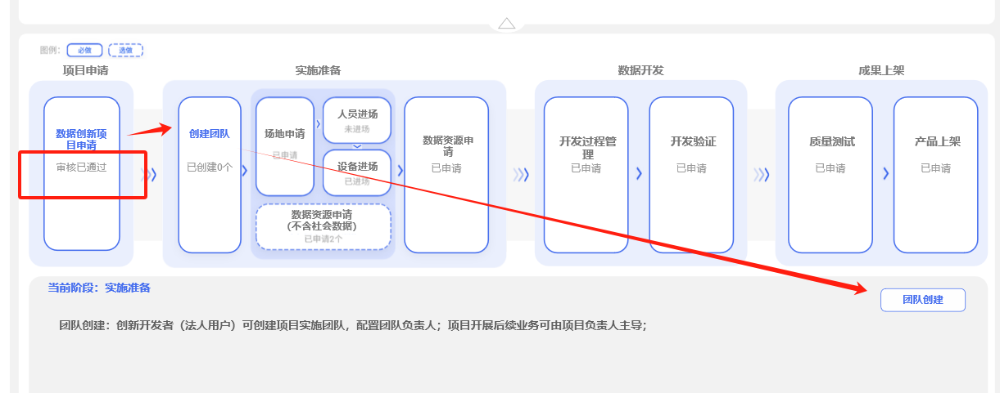 图例：
必做
选做
项目申请
实施准备
数据开发
成果上架
数据创新项
目申请
审核已通过
创建团队
已创建0个
场地申请
已申请
人员进场
未进场
设备进场
已进场
数据资源申请
(不含社会数据)
已申请2个
数据资源申
请
已申请
开发过程管
理
已申请
开发验证
已申请
质量测试
已申请
产品上架
已申请
当前阶段：实施准备
团队创建
团队创建：创新开发者（法人用户）可创建项目实施团队，配置团队负责人；项目开展后续业务可由项目负责人主导；